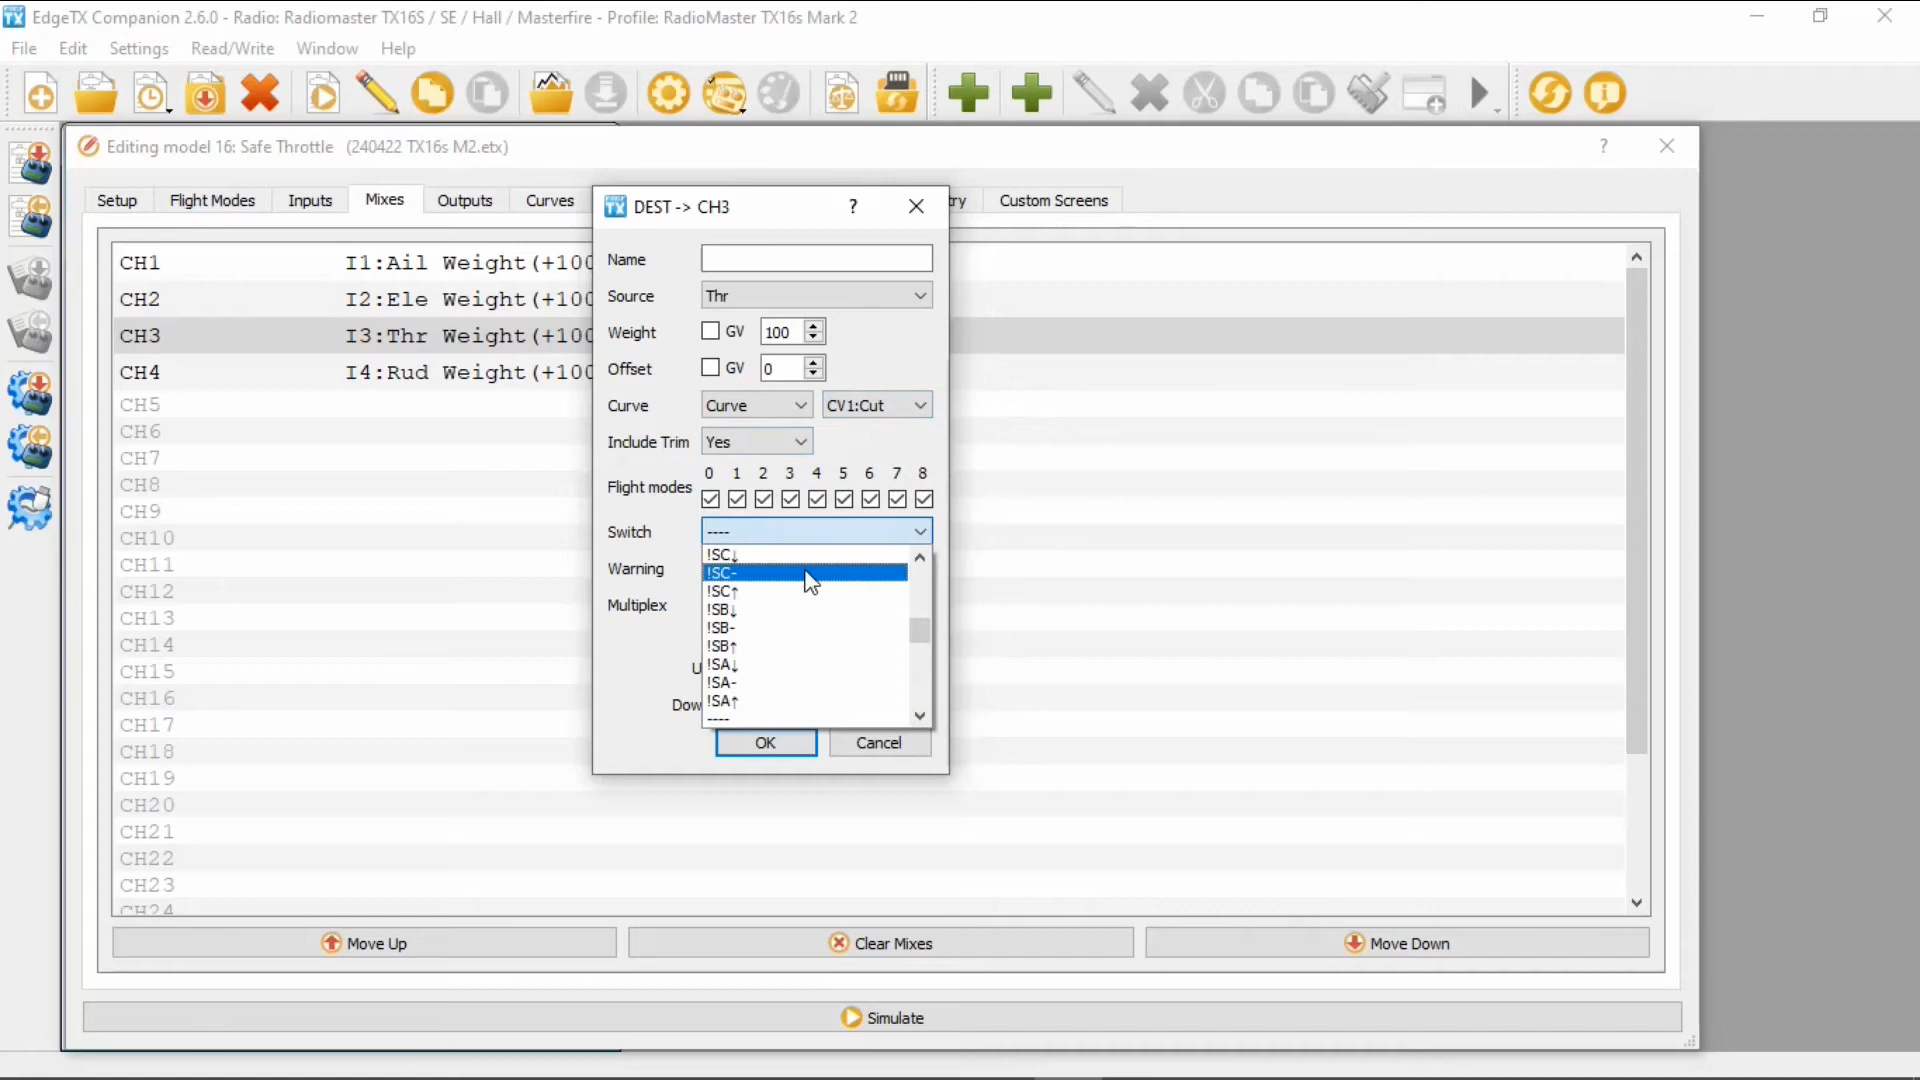 EdgeTX Companion 2.6.0 - Radio: Radiomaster TX16S / SE / Hall / Masterfire - Profile: RadioMaster TX16s Mark 2
File Edit Settings Read/Write Window Help
Editing model 16: Safe Throttle (240422 TX16s M2.etx)
Setup Flight Modes Inputs Mixes Outputs Curves Custom Screens
EDGE TX DEST -> CH3
Name
Source Thr
Weight GV 100
Offset GV 0
Curve Curve CV1:Cut
Include Trim Yes
0 1 2 3 4 5 6 7 8
Flight modes
Switch ----
Warning
Multiplex
!SC↓
!SC-
!SC↑
!SB↓
!SB-
!SB↑
!SA↓
!SA-
!SA↑
----
OK Cancel
CH1 I1:Ail Weight(+100
CH2 I2:Ele Weight(+100
CH3 I3:Thr Weight(+100
CH4 I4:Rud Weight(+100
CH5
CH6
CH7
CH8
CH9
CH10
CH11
CH12
CH13
CH14
CH15
CH16
CH17
CH18
CH19
CH20
CH21
CH22
CH23
CH24
Move Up Clear Mixes Move Down
Simulate